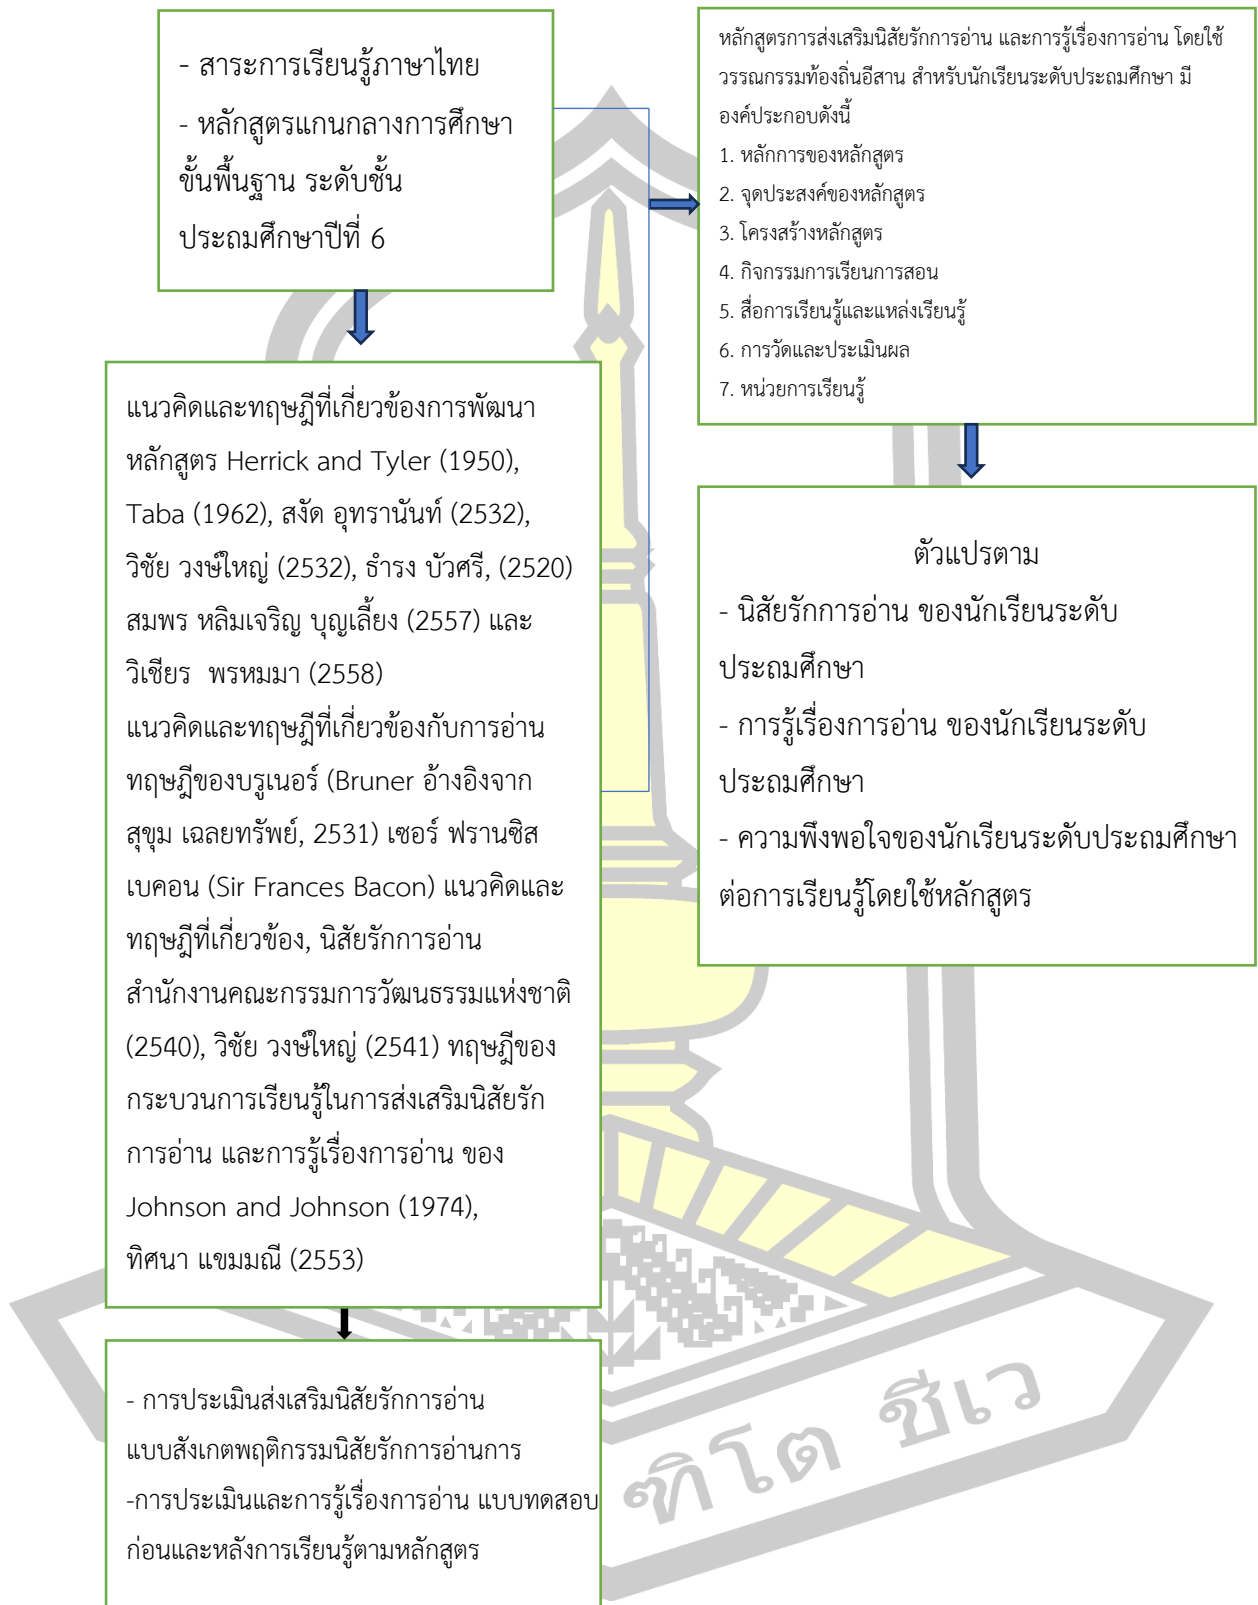 - สาระการเรียนรู้ภาษาไทย
- หลักสูตรแกนกลางการศึกษา
ขั้นพื้นฐาน ระดับชั้น
ประถมศึกษาปีที่ 6
แนวคิดและทฤษฎีที่เกี่ยวข้องการพัฒนา
หลักสูตร Herrick and Tyler (1950),
Taba (1962), สงัด อุทรานันท์ (2532),
วิชัย วงษ์ใหญ่ (2532), ธำรง บัวศรี, (2520)
สมพร หลิมเจริญ บุญเลี้ยง (2557) และ
วิเชียร  พรหมมา (2558)
แนวคิดและทฤษฎีที่เกี่ยวข้องกับการอ่าน
ทฤษฎีของบรูเนอร์ (Bruner อ้างอิงจาก
สุขุม เฉลยทรัพย์, 2531) เซอร์ ฟรานซิส
เบคอน (Sir Frances Bacon) แนวคิดและ
ทฤษฎีที่เกี่ยวข้อง, นิสัยรักการอ่าน
สำนักงานคณะกรรมการวัฒนธรรมแห่งชาติ
(2540), วิชัย วงษ์ใหญ่ (2541) ทฤษฎีของ
กระบวนการเรียนรู้ในการส่งเสริมนิสัยรัก
การอ่าน และการรู้เรื่องการอ่าน ของ
Johnson and Johnson (1974),
ทิศนา แขมมณี (2553)
- การประเมินส่งเสริมนิสัยรักการอ่าน
แบบสังเกตพฤติกรรมนิสัยรักการอ่านการ
-การประเมินและการรู้เรื่องการอ่าน แบบทดสอบ
ก่อนและหลังการเรียนรู้ตามหลักสูตร
หลักสูตรการส่งเสริมนิสัยรักการอ่าน และการรู้เรื่องการอ่าน โดยใช้
วรรณกรรมท้องถิ่นอีสาน สำหรับนักเรียนระดับประถมศึกษา มี
องค์ประกอบดังนี้
1. หลักการของหลักสูตร
2. จุดประสงค์ของหลักสูตร
3. โครงสร้างหลักสูตร
4. กิจกรรมการเรียนการสอน
5. สื่อการเรียนรู้และแหล่งเรียนรู้
6. การวัดและประเมินผล
7. หน่วยการเรียนรู้
ตัวแปรตาม
- นิสัยรักการอ่าน ของนักเรียนระดับ
ประถมศึกษา
- การรู้เรื่องการอ่าน ของนักเรียนระดับ
ประถมศึกษา
- ความพึงพอใจของนักเรียนระดับประถมศึกษา
ต่อการเรียนรู้โดยใช้หลักสูตร
ฑิโต ชีเว